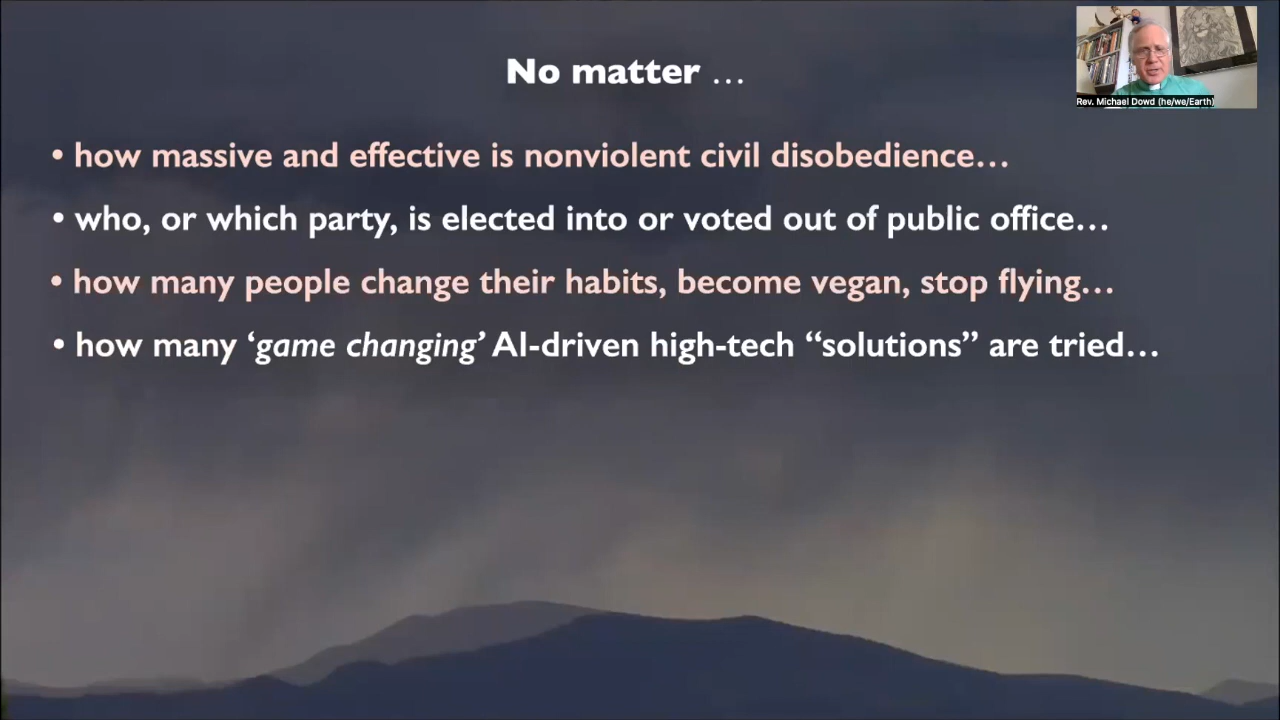 No matter …
Rev. Michael Dowd (he/we/Earth)
• how massive and effective is nonviolent civil disobedience…
• who, or which party, is elected into or voted out of public office…
• how many people change their habits, become vegan, stop flying…
• how many ‘game changing’ AI-driven high-tech “solutions” are tried…